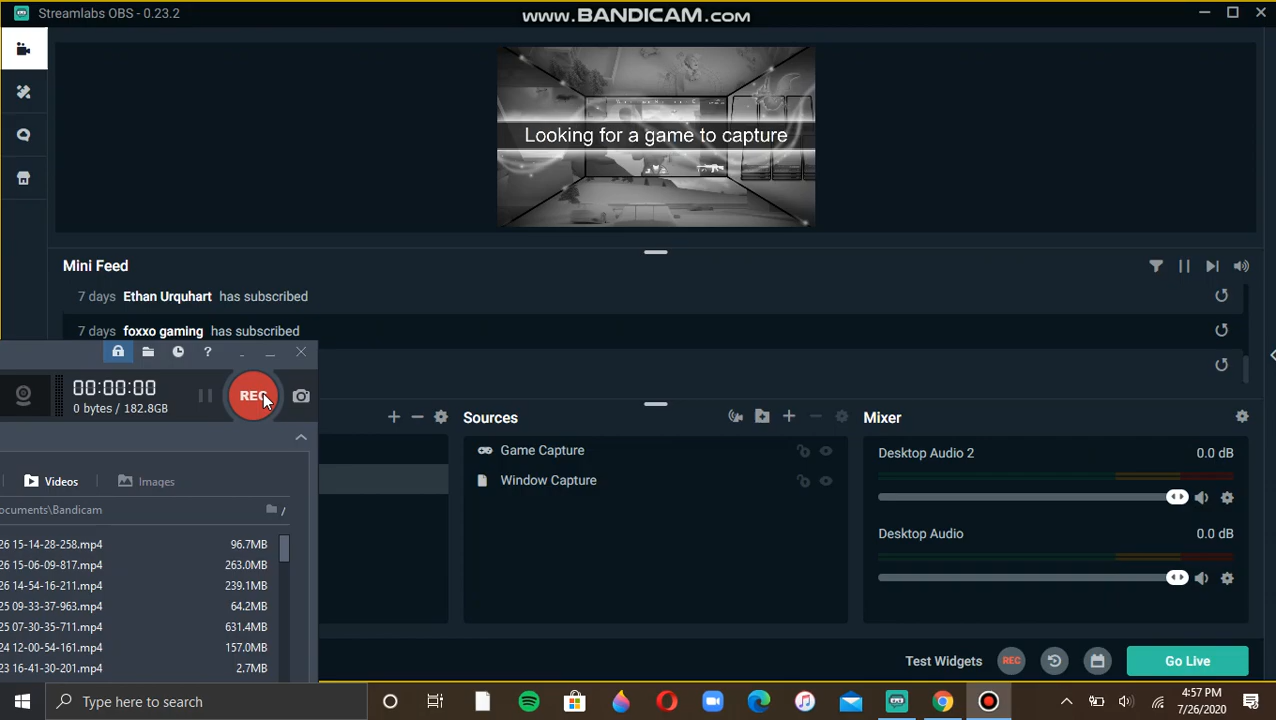 Streamlabs OBS - 0.23.2
www.BANDICAM.com
Looking for a game to capture
Mini Feed
7 days Ethan Urquhart has subscribed
7 days foxxo gaming has subscribed
?
00:00:00
0 bytes / 182.8GB
REC
Videos
Images
ocuments\Bandicam
/
26 15-14-28-258.mp4 96.7MB
26 15-06-09-817.mp4 263.0MB
26 14-54-16-211.mp4 239.1MB
25 09-33-37-963.mp4 64.2MB
25 07-30-35-711.mp4 631.4MB
24 12-00-54-161.mp4 157.0MB
23 16-41-30-201.mp4 2.7MB
Sources
Game Capture
Window Capture
Mixer
Desktop Audio 2 0.0 dB
Desktop Audio 0.0 dB
Test Widgets
REC
Go Live
Type here to search
4:57 PM
7/26/2020